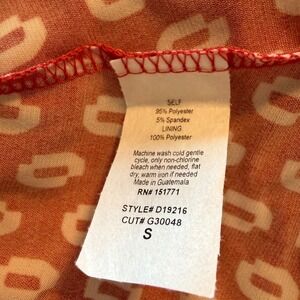 SELF
95% Polyester
5% Spandex
LINING
100% Polyester
Machine wash cold gentle
cycle, only non-chlorine
bleach when needed, flat
dry, warm iron if needed
Made in Guatemala
RN# 151771
STYLE# D19216
CUT# G30048
S